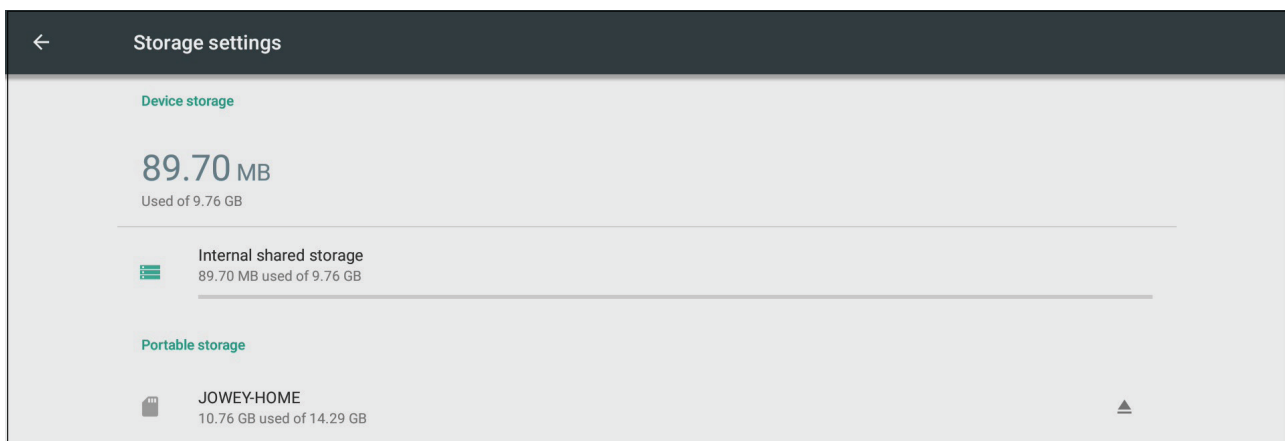 Storage settings
Device storage
89.70 MB
Used of 9.76 GB
Internal shared storage
89.70 MB used of 9.76 GB
Portable storage
JOWEY-HOME
10.76 GB used of 14.29 GB